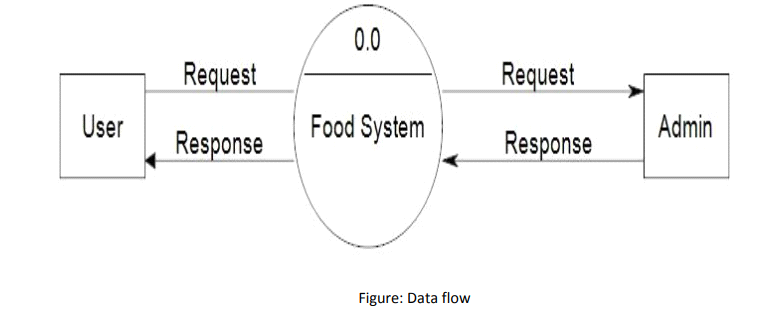 0.0
Request
Request
User
Food System
Admin
Response
Response
Figure: Data flow